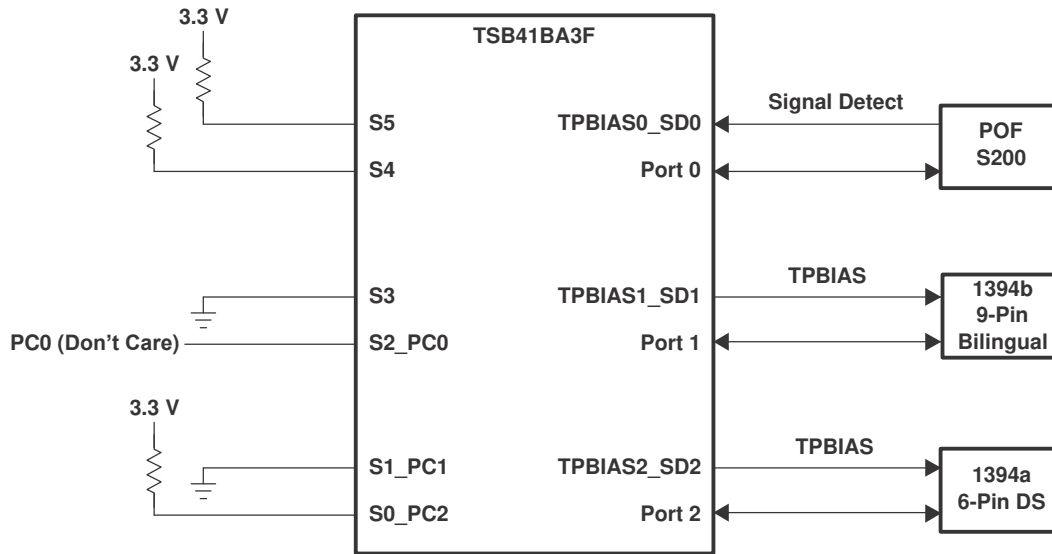 3.3 V
3.3 V
TSB41BA3F
S5
TPBIAS0_SD0
Signal Detect
POF
S200
S4
Port 0
S3
TPBIAS1_SD1
TPBIAS
1394b
9-Pin
Bilingual
PC0 (Don't Care)
S2_PC0
Port 1
3.3 V
S1_PC1
TPBIAS2_SD2
TPBIAS
1394a
6-Pin DS
S0_PC2
Port 2